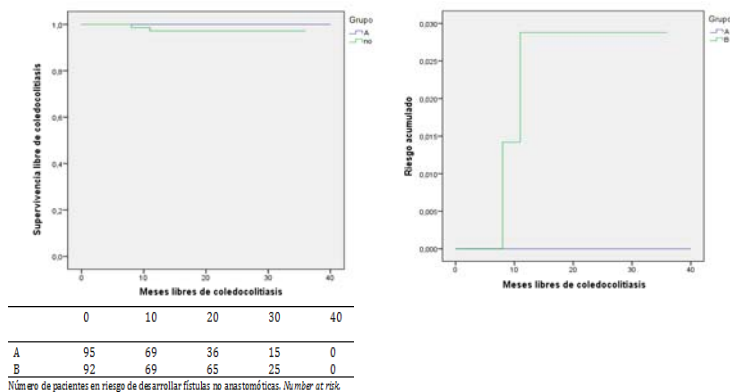 Grupo
A
no
1,0
0,8
0,6
0,4
0,2
0,0
Supervivencia libre de coledocolitiasis
0 10 20 30 40
Meses libres de coledocolitiasis
Grupo
A
B
0,030
0,025
0,020
0,015
0,010
0,005
0,000
Riesgo acumulado
0 10 20 30 40
Meses libres de coledocolitiasis
0 10 20 30 40
A 95 69 36 15 0
B 92 69 65 25 0
Número de pacientes en riesgo de desarrollar fístulas no anastomóticas. Number at risk.